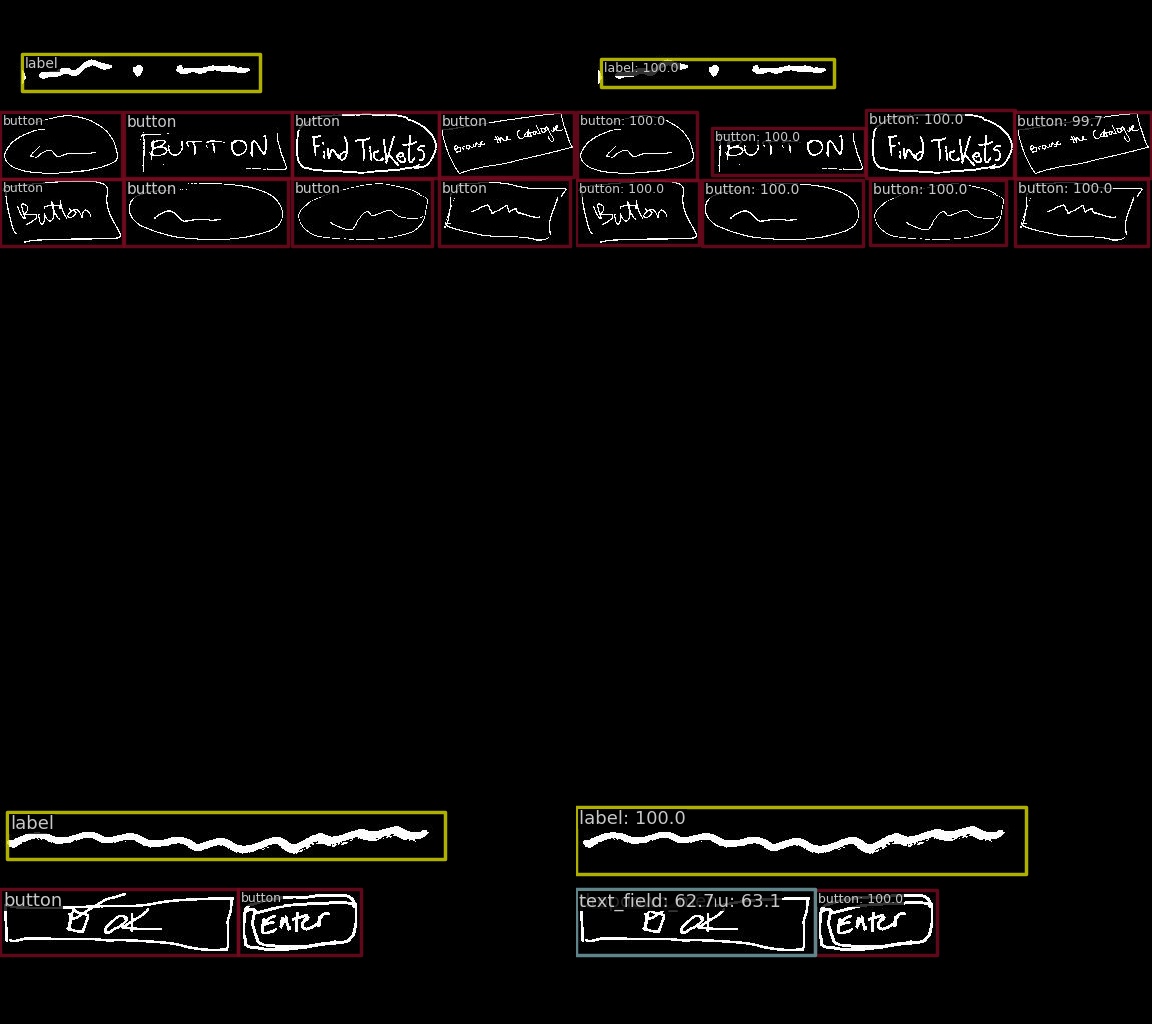 label label: 100.0
button button button button button: 100.0 button: 100.0 button: 100.0 button: 99.7
BUTTON Find Tickets Browse the Catalogue BUTTON Find Tickets Browse the Catalogue
button button button button button: 100.0 button: 100.0 button: 100.0 button: 100.0
Button Button
label label: 100.0
button button text_field: 62.7 63.1 button: 100.0
OK Enter OK Enter